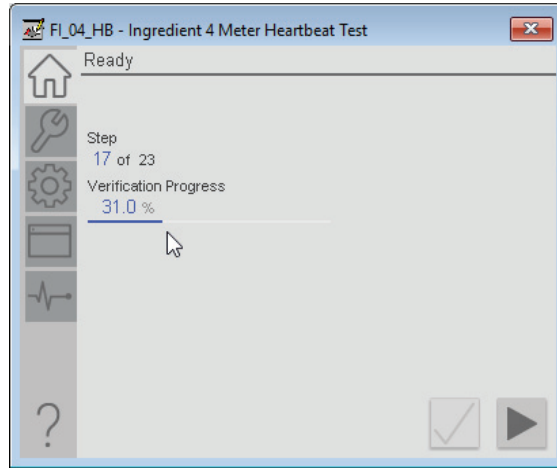 FI_04_HB - Ingredient 4 Meter Heartbeat Test
Ready
Step
17 of 23
Verification Progress
31.0 %
?